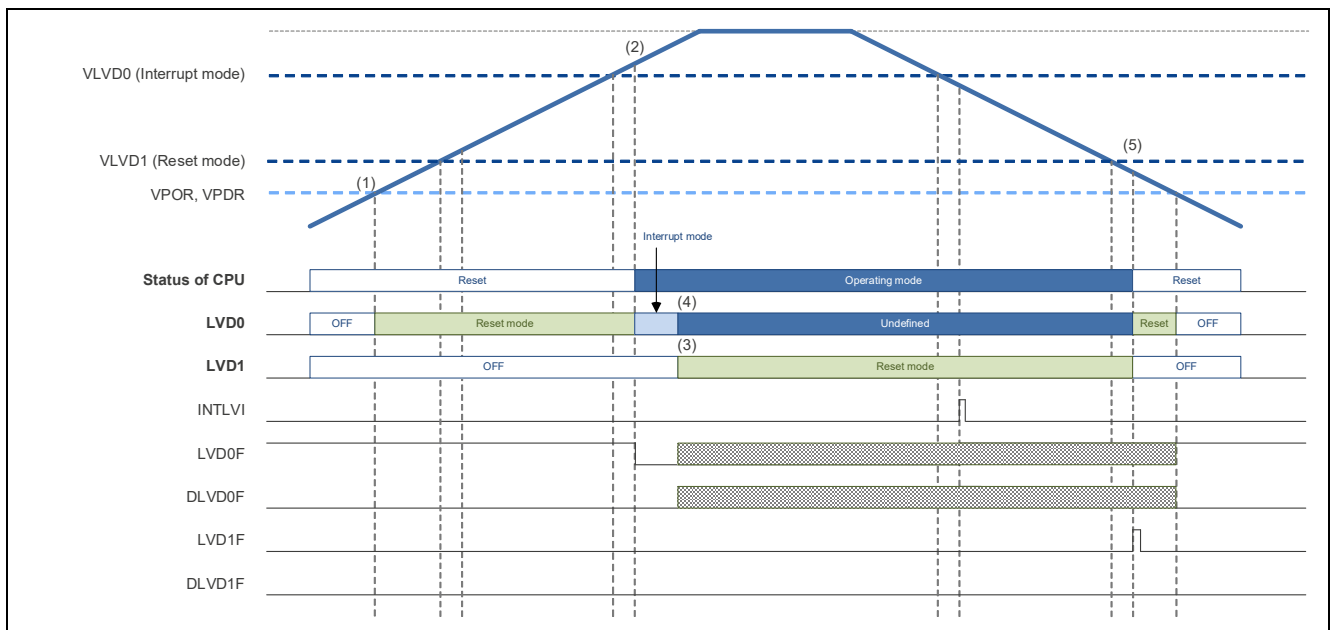 (2)
VLVD0 (Interrupt mode)
VLVD1 (Reset mode)
(5)
(1)
VPOR, VPDR
Interrupt mode
Status of CPU
Reset
Operating mode
Reset
(4)
LVD0
OFF
Reset mode
Undefined
Reset
OFF
(3)
LVD1
OFF
Reset mode
OFF
INTLVI
LVD0F
DLVD0F
LVD1F
DLVD1F